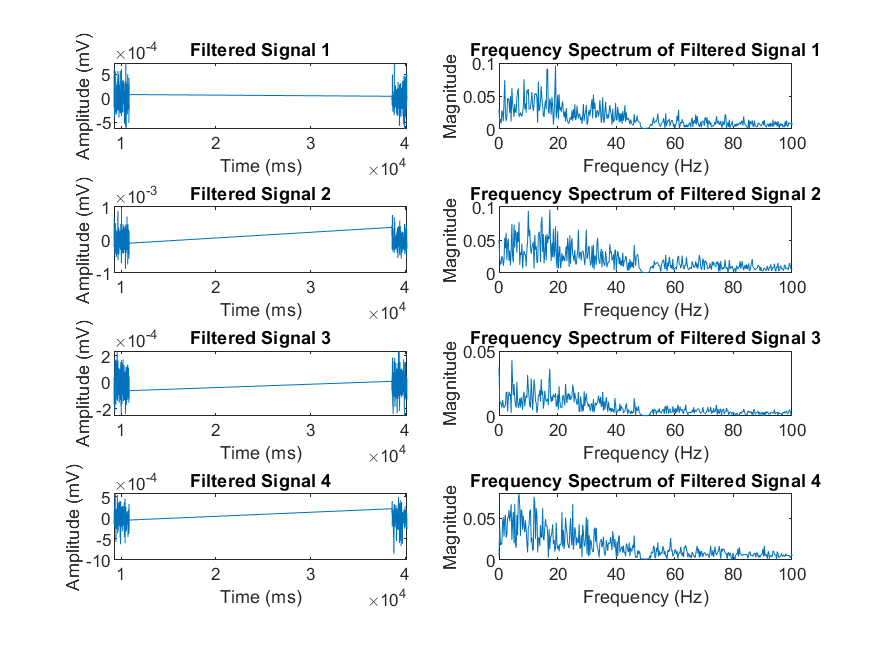 ×10-4
Filtered Signal 1
Amplitude (mV)
5
0
-5
1
2
3
4
Time (ms)
×104
Frequency Spectrum of Filtered Signal 1
Magnitude
0.1
0.05
0
0
20
40
60
80
100
Frequency (Hz)
×10-3
Filtered Signal 2
Amplitude (mV)
1
0
-1
1
2
3
4
Time (ms)
×104
Frequency Spectrum of Filtered Signal 2
Magnitude
0.1
0.05
0
0
20
40
60
80
100
Frequency (Hz)
×10-4
Filtered Signal 3
Amplitude (mV)
2
0
-2
1
2
3
4
Time (ms)
×104
Frequency Spectrum of Filtered Signal 3
Magnitude
0.05
0
0
20
40
60
80
100
Frequency (Hz)
×10-4
Filtered Signal 4
Amplitude (mV)
5
0
-5
-10
1
2
3
4
Time (ms)
×104
Frequency Spectrum of Filtered Signal 4
Magnitude
0.05
0
0
20
40
60
80
100
Frequency (Hz)